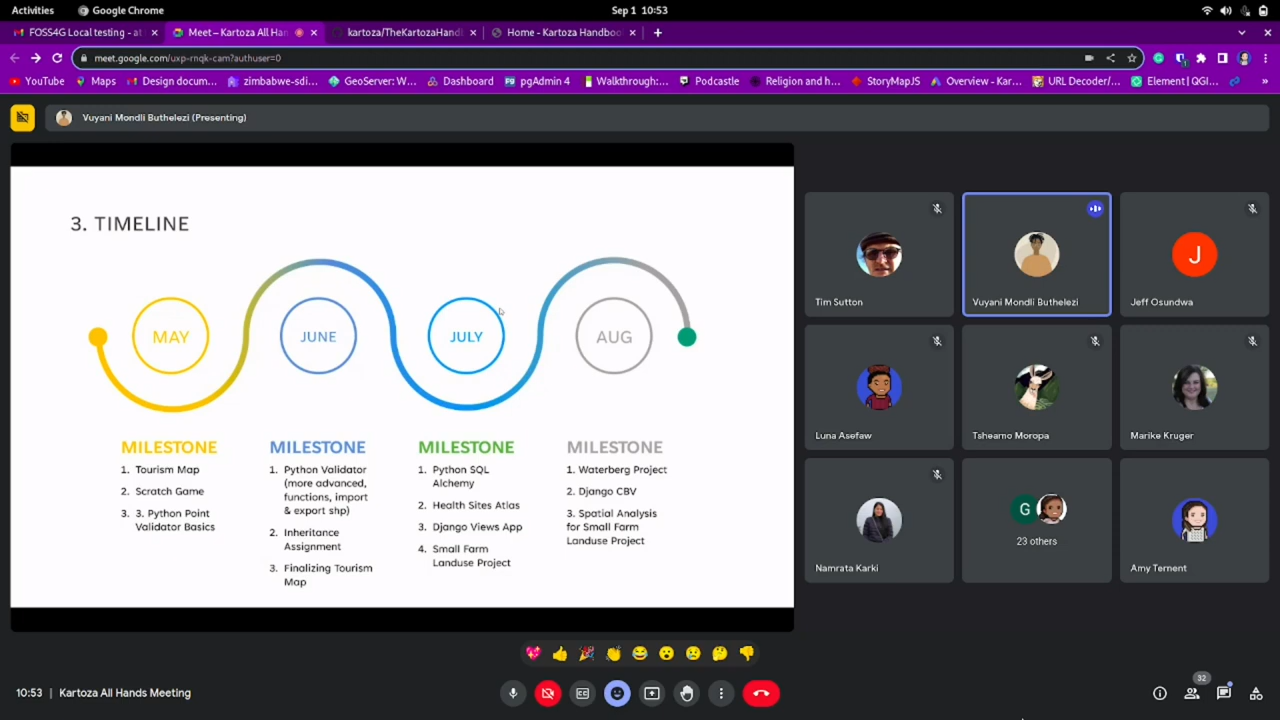 Activities
Google Chrome
Sep 1 10:53
FOSS4G Local testing - at
Meet – Kartoza All Han
kartoza/TheKartozaHandl
Home - Kartoza Handboo
meet.google.com/uxp-rnqk-cam?authuser=0
YouTube
Maps
Design docum...
zimbabwe-sdi...
GeoServer: W...
Dashboard
pgAdmin 4
Walkthrough:...
Podcastle
Religion and h...
StoryMapJS
Overview - Kar...
URL Decoder/...
Element | QGI...
Vuyani Mondli Buthelezi (Presenting)
3. TIMELINE
MAY
JUNE
JULY
AUG
MILESTONE
1. Tourism Map
2. Scratch Game
3. 3. Python Point
Validator Basics
MILESTONE
1. Python Validator
(more advanced,
functions, import
& export shp)
2. Inheritance
Assignment
3. Finalizing Tourism
Map
MILESTONE
1. Python SQL
Alchemy
2. Health Sites Atlas
3. Django Views App
4. Small Farm
Landuse Project
MILESTONE
1. Waterberg Project
2. Django CBV
3. Spatial Analysis
for Small Farm
Landuse Project
Tim Sutton
Vuyani Mondli Buthelezi
J
Jeff Osundwa
Luna Asefaw
Tshearno Moropa
Marike Kruger
Namrata Karki
G
23 others
Amy Tement
10:53 | Kartoza All Hands Meeting
32